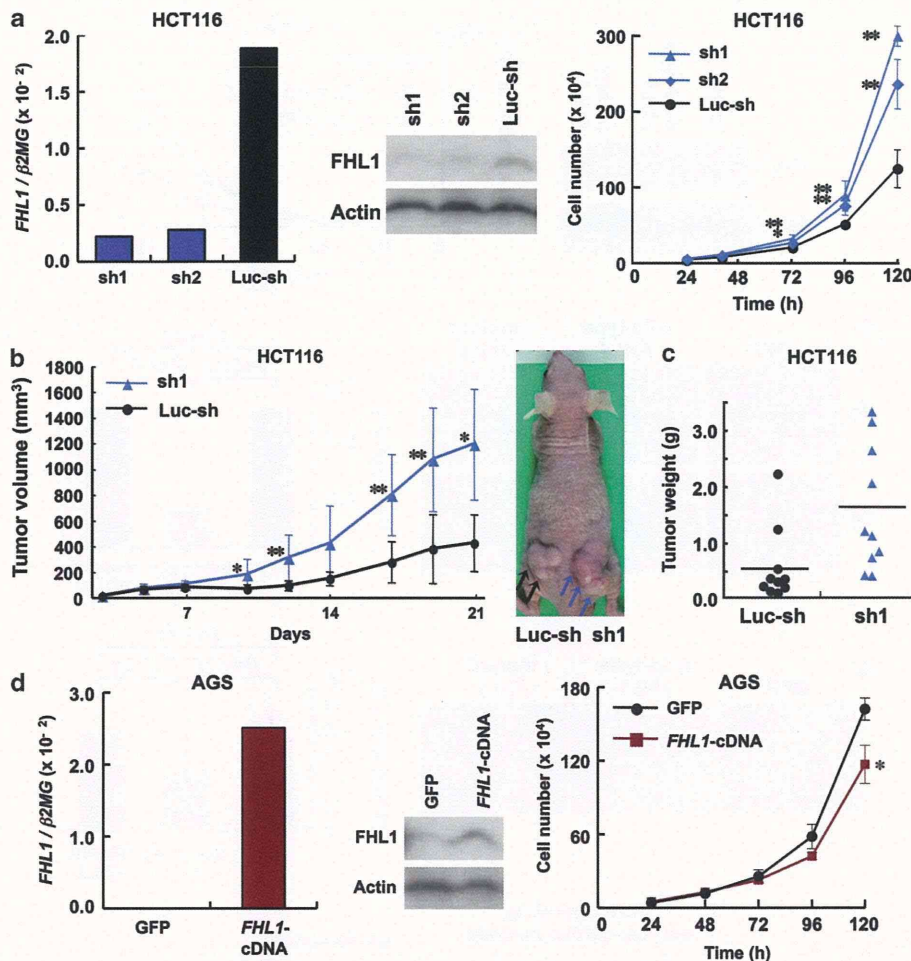 a
HCT116
FHL1 / β2MG (x 10⁻²)
2.0
1.5
1.0
0.5
0.0
sh1
sh2
Luc-sh
sh1
sh2
Luc-sh
FHL1
Actin
HCT116
Cell number (x 10⁴)
300
200
100
0
sh1
sh2
Luc-sh
**
**
**
**
**
*
0 24 48 72 96 120
Time (h)
b
HCT116
Tumor volume (mm³)
1800
1600
1400
1200
1000
800
600
400
200
0
sh1
Luc-sh
*
**
**
**
*
7 14 21
Days
Luc-sh sh1
c
HCT116
Tumor weight (g)
3.0
2.0
1.0
0.0
Luc-sh sh1
d
AGS
FHL1 / β2MG (x 10⁻²)
3.0
2.0
1.0
0.0
GFP
FHL1-
cDNA
GFP
FHL1-cDNA
FHL1
Actin
AGS
Cell number (x 10⁴)
180
120
60
0
GFP
FHL1-cDNA
*
0 24 48 72 96 120
Time (h)